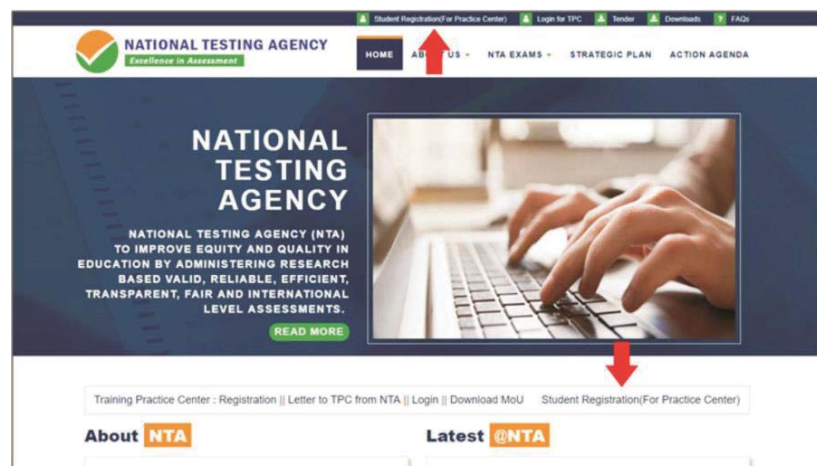 Student Registration(For Practice Center) Login for TPC Tender Downloads ? FAQs
NATIONAL TESTING AGENCY
Excellence in Assessment
HOME ABOUT US NTA EXAMS STRATEGIC PLAN ACTION AGENDA
NATIONAL
TESTING
AGENCY
NATIONAL TESTING AGENCY (NTA)
TO IMPROVE EQUITY AND QUALITY IN
EDUCATION BY ADMINISTERING RESEARCH
BASED VALID, RELIABLE, EFFICIENT,
TRANSPARENT, FAIR AND INTERNATIONAL
LEVEL ASSESSMENTS.
READ MORE
Training Practice Center : Registration || Letter to TPC from NTA || Login || Download MoU Student Registration(For Practice Center)
About NTA
Latest @NTA